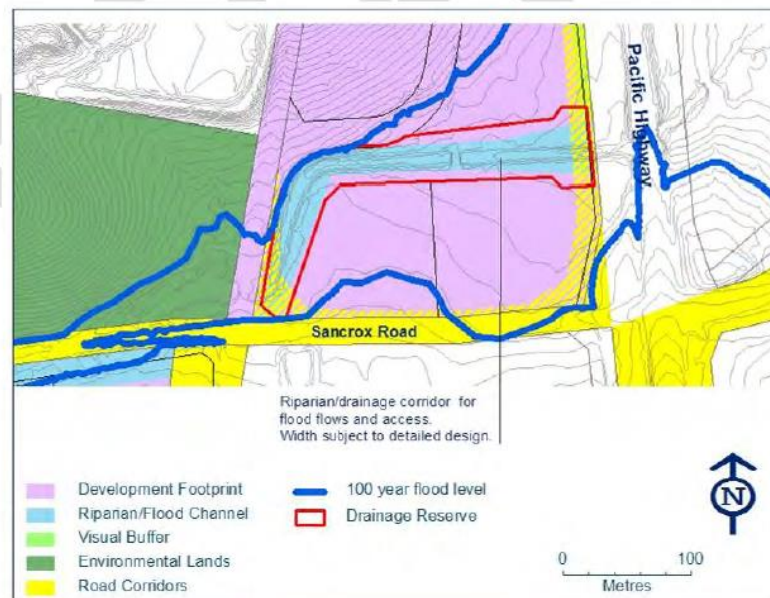 Pacific Highway
Sancrox Road
Riparian/drainage corridor for
flood flows and access.
Width subject to detailed design.
Development Footprint
Riparian/Flood Channel
Visual Buffer
Environmental Lands
Road Corridors
100 year flood level
Drainage Reserve
N
0 100
Metres